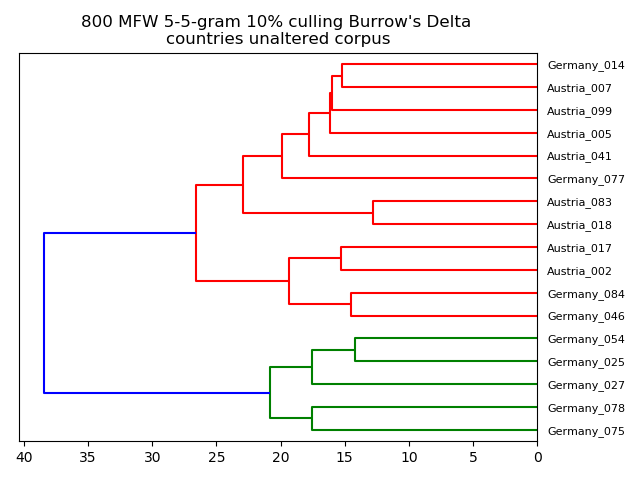 800 MFW 5-5-gram 10% culling Burrow's Delta
countries unaltered corpus
Germany_014
Austria_007
Austria_099
Austria_005
Austria_041
Germany_077
Austria_083
Austria_018
Austria_017
Austria_002
Germany_084
Germany_046
Germany_054
Germany_025
Germany_027
Germany_078
Germany_075
40 35 30 25 20 15 10 5 0